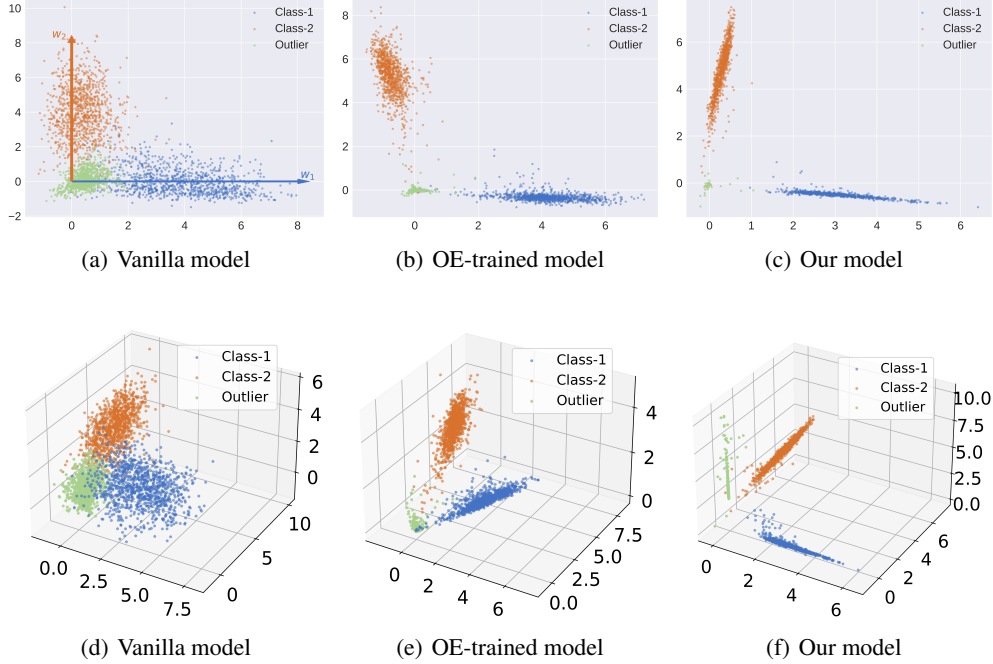 10
8
6
4
2
0
−2
0 2 4 6 8
w2
w1
Class-1
Class-2
Outlier
(a) Vanilla model
8
6
4
2
0
0 2 4 6
Class-1
Class-2
Outlier
(b) OE-trained model
6
4
2
0
0 1 2 3 4 5 6
Class-1
Class-2
Outlier
(c) Our model
Class-1
Class-2
Outlier
6
4
2
0
10
5
0
0.0 2.5 5.0 7.5
(d) Vanilla model
Class-1
Class-2
Outlier
4
2
0
7.5
5.0
2.5
0.0
0 2 4 6
(e) OE-trained model
Class-1
Class-2
Outlier
10.0
7.5
5.0
2.5
0.0
6
4
2
0
0 2 4 6
(f) Our model